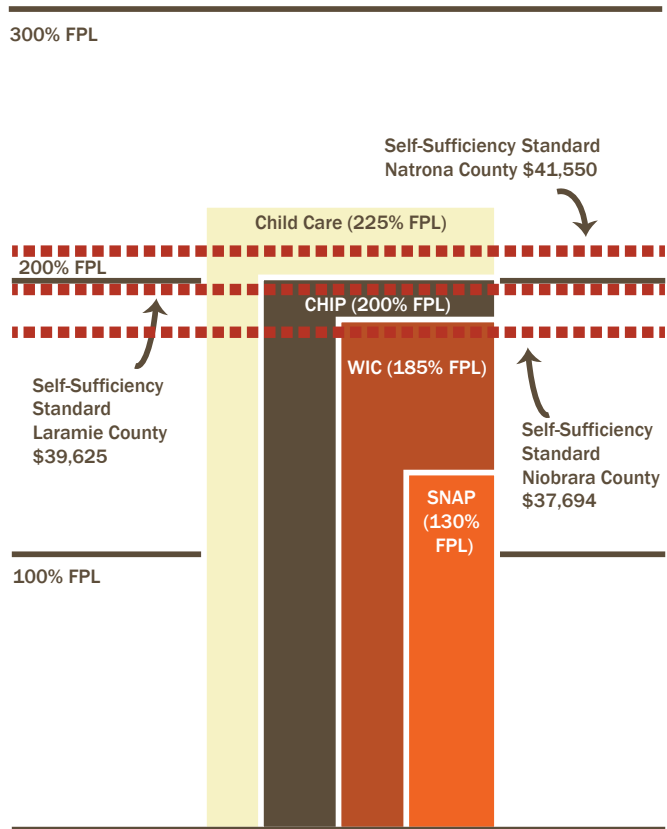 300% FPL
Self-Sufficiency Standard
Natrona County $41,550
Child Care (225% FPL)
200% FPL
CHIP (200% FPL)
WIC (185% FPL)
Self-Sufficiency
Standard
Laramie County
$39,625
Self-Sufficiency
Standard
Niobrara County
$37,694
SNAP
(130%
FPL)
100% FPL